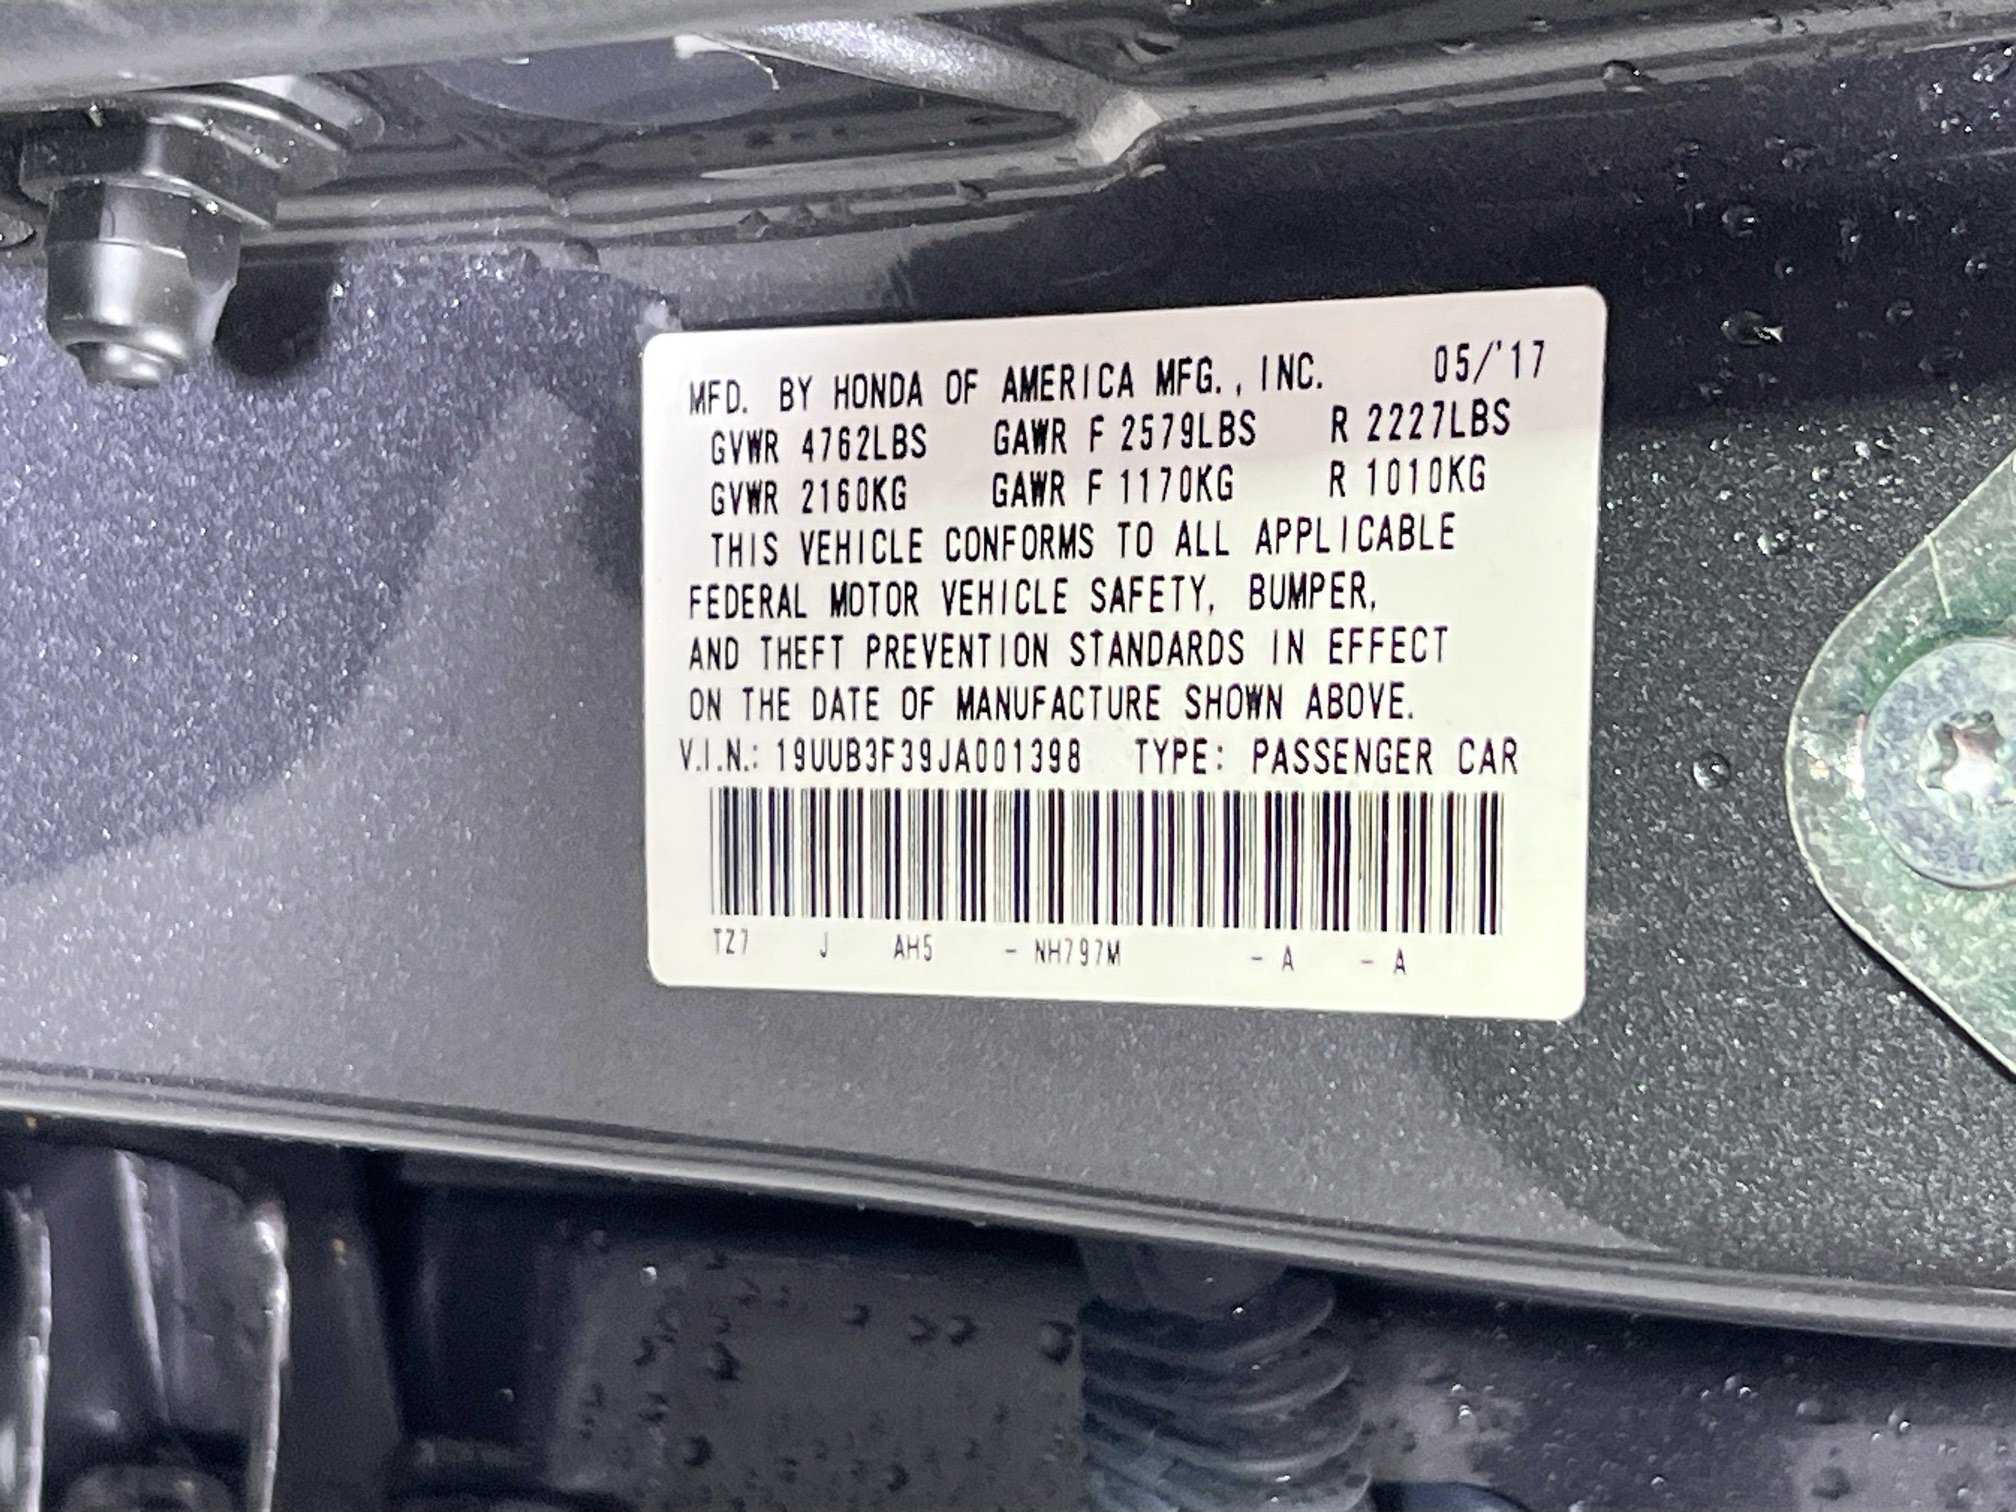 MFD. BY HONDA OF AMERICA MFG., INC. 05/'17
GVWR 4762LBS GAWR F 2579LBS R 2227LBS
GVWR 2160KG GAWR F 1170KG R 1010KG
THIS VEHICLE CONFORMS TO ALL APPLICABLE
FEDERAL MOTOR VEHICLE SAFETY, BUMPER,
AND THEFT PREVENTION STANDARDS IN EFFECT
ON THE DATE OF MANUFACTURE SHOWN ABOVE.
V.I.N.: 19UUB3F39JA001398 TYPE: PASSENGER CAR
TZ7 J AH5 - NH797M - A - A